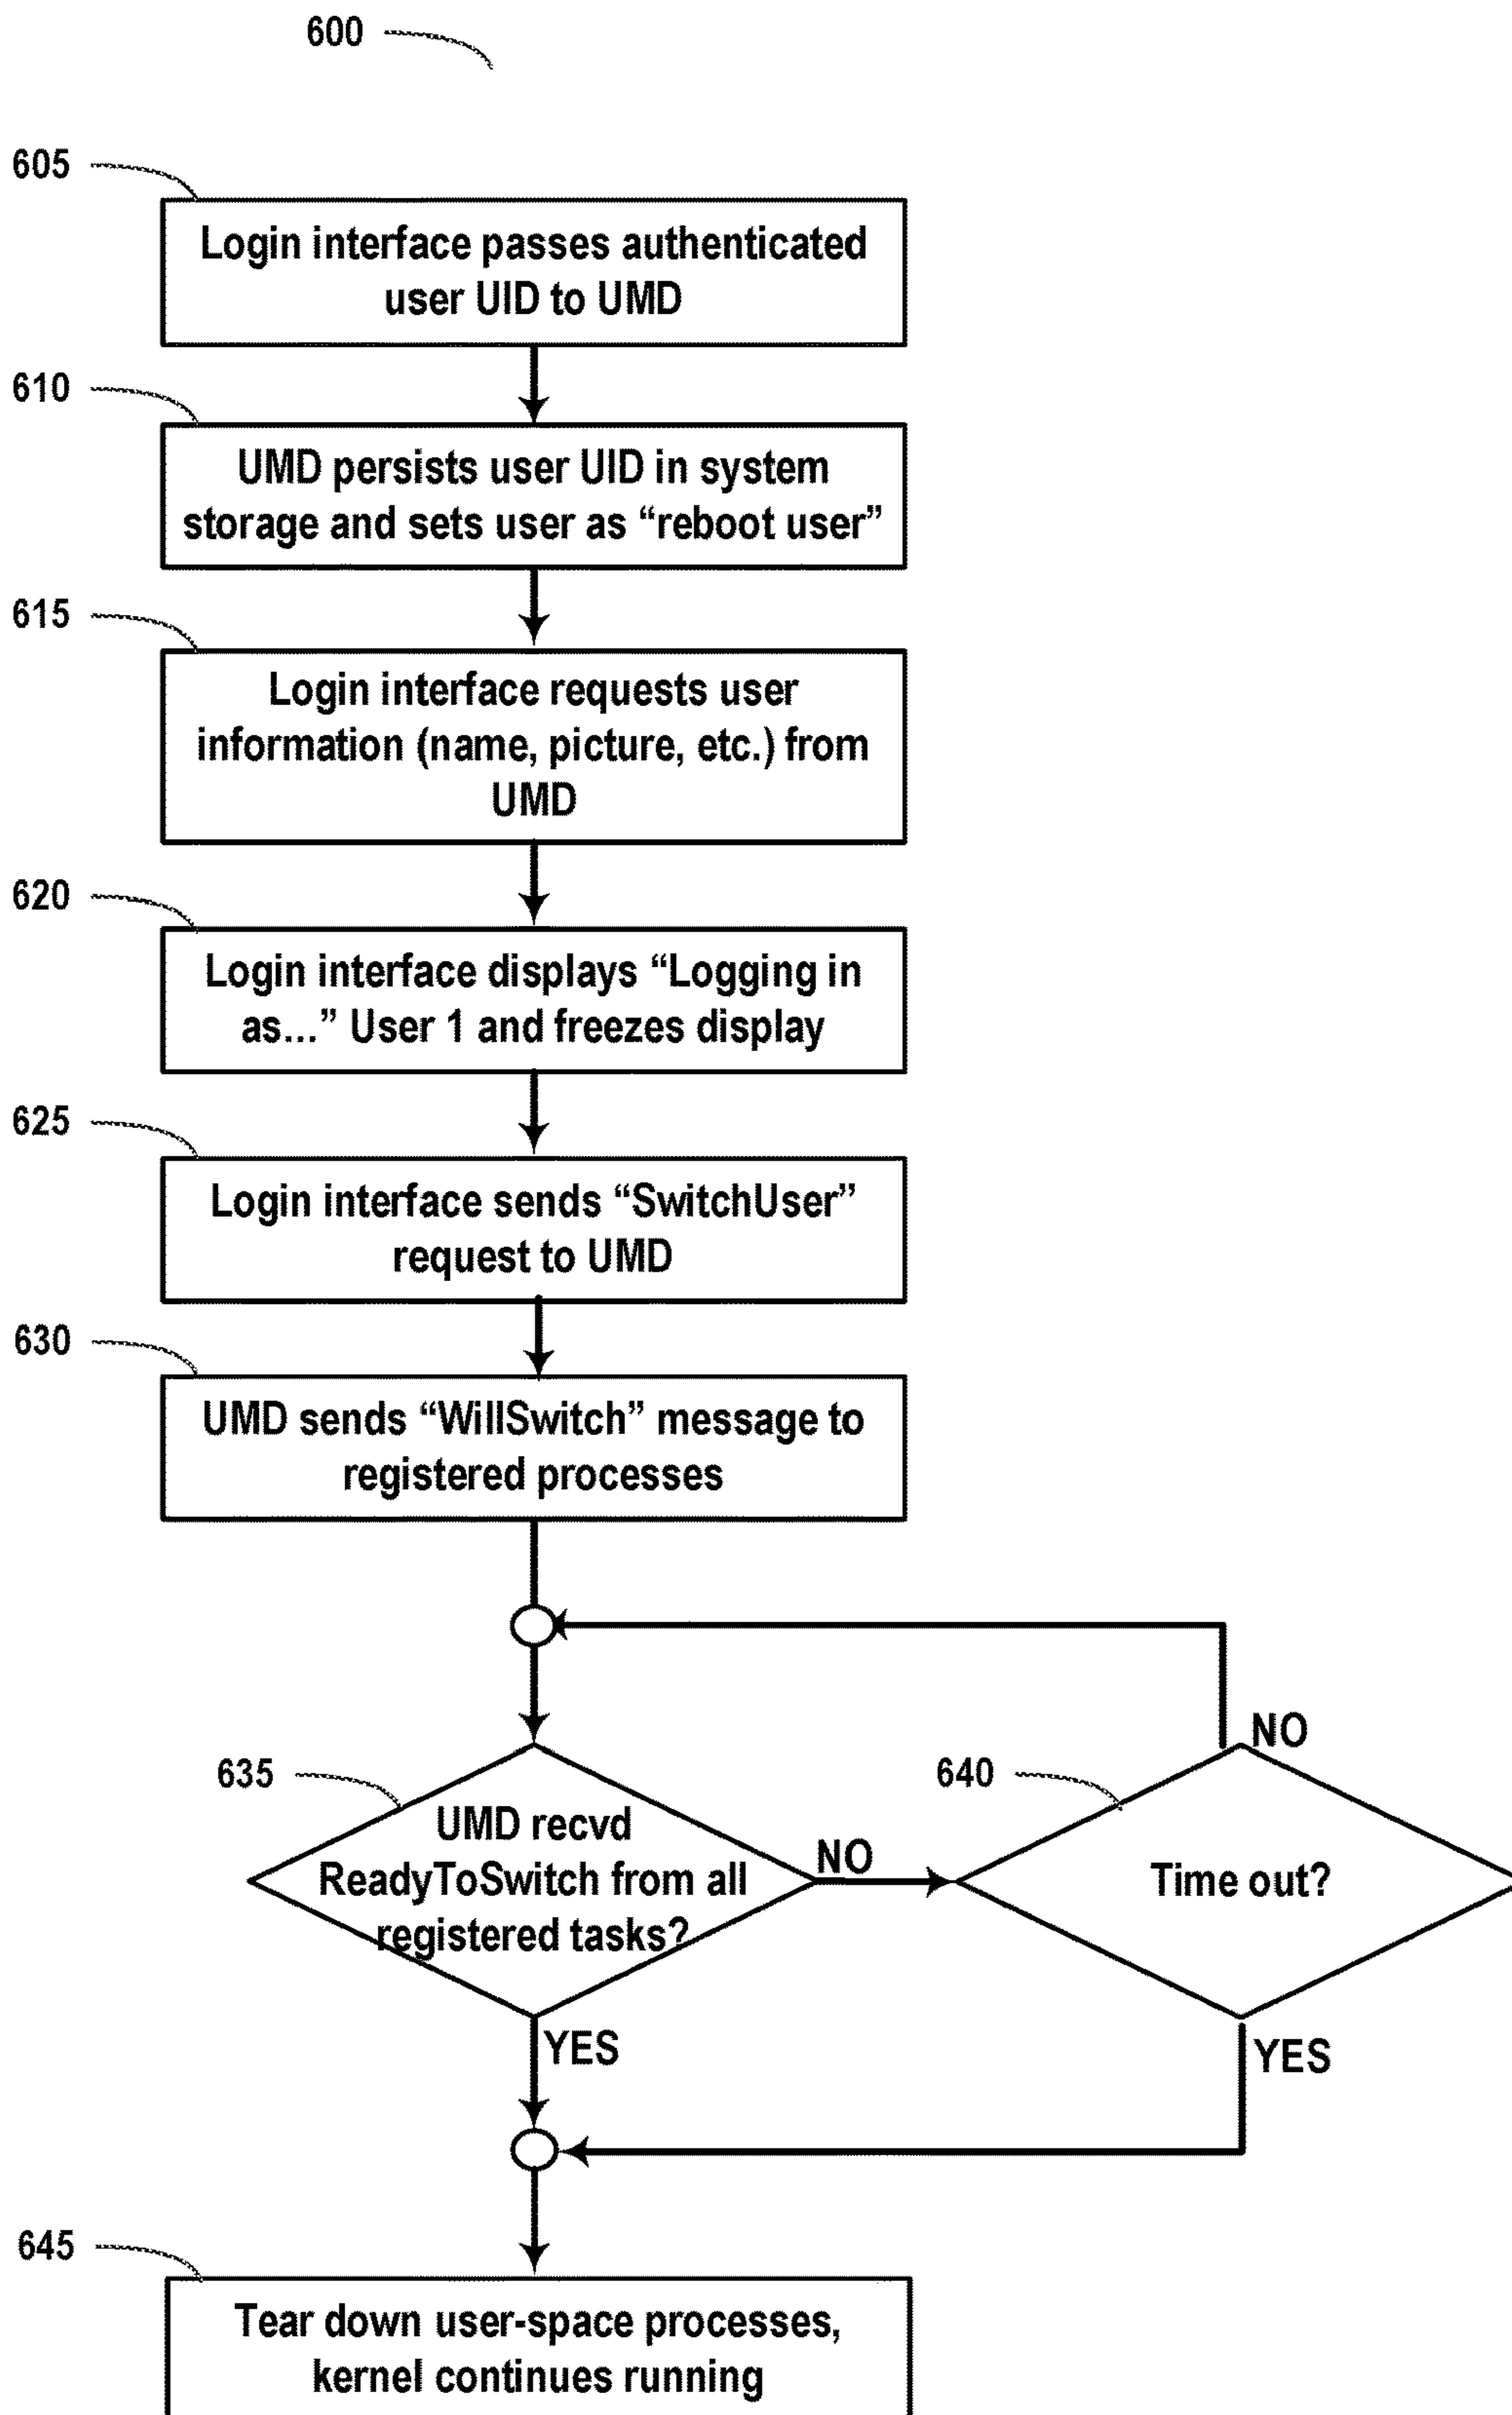 600
605
Login interface passes authenticated
user UID to UMD
610
UMD persists user UID in system
storage and sets user as “reboot user”
615
Login interface requests user
information (name, picture, etc.) from
UMD
620
Login interface displays “Logging in
as...” User 1 and freezes display
625
Login interface sends “SwitchUser”
request to UMD
630
UMD sends “WillSwitch” message to
registered processes
635
UMD recvd
ReadyToSwitch from all
registered tasks?
NO
640
Time out?
NO
YES
YES
645
Tear down user-space processes,
kernel continues running